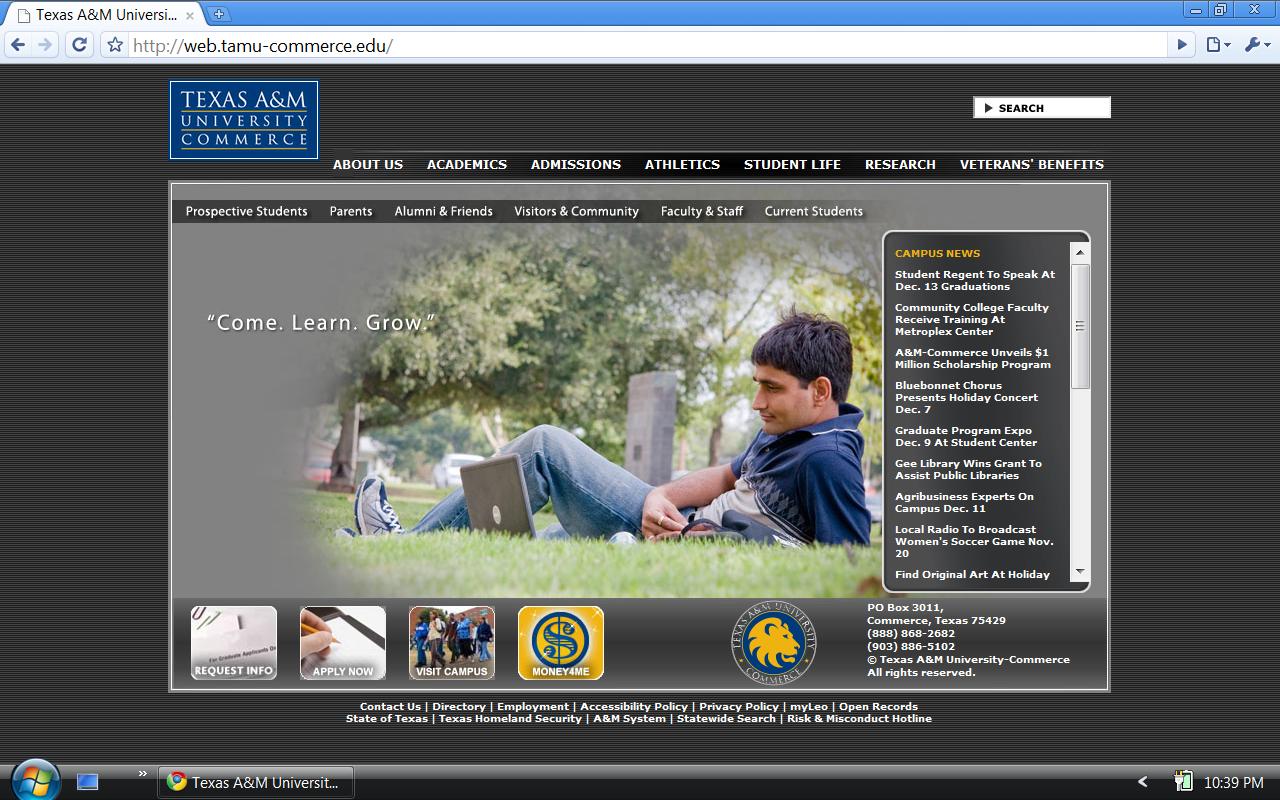 Texas A&M Universi...
http://web.tamu-commerce.edu/
TEXAS A&M
UNIVERSITY
COMMERCE
SEARCH
ABOUT US ACADEMICS ADMISSIONS ATHLETICS STUDENT LIFE RESEARCH VETERANS' BENEFITS
Prospective Students Parents Alumni & Friends Visitors & Community Faculty & Staff Current Students
“Come. Learn. Grow.”
CAMPUS NEWS
Student Regent To Speak At
Dec. 13 Graduations
Community College Faculty
Receive Training At
Metroplex Center
A&M-Commerce Unveils $1
Million Scholarship Program
Bluebonnet Chorus
Presents Holiday Concert
Dec. 7
Graduate Program Expo
Dec. 9 At Student Center
Gee Library Wins Grant To
Assist Public Libraries
Agribusiness Experts On
Campus Dec. 11
Local Radio To Broadcast
Women's Soccer Game Nov.
20
Find Original Art At Holiday
For Graduate Applicants On
REQUEST INFO
APPLY NOW
VISIT CAMPUS
$
MONEY4ME
TEXAS A&M UNIVERSITY
COMMERCE
PO Box 3011,
Commerce, Texas 75429
(888) 868-2682
(903) 886-5102
© Texas A&M University-Commerce
All rights reserved.
Contact Us | Directory | Employment | Accessibility Policy | Privacy Policy | myLeo | Open Records
State of Texas | Texas Homeland Security | A&M System | Statewide Search | Risk & Misconduct Hotline
Texas A&M Universit...
10:39 PM